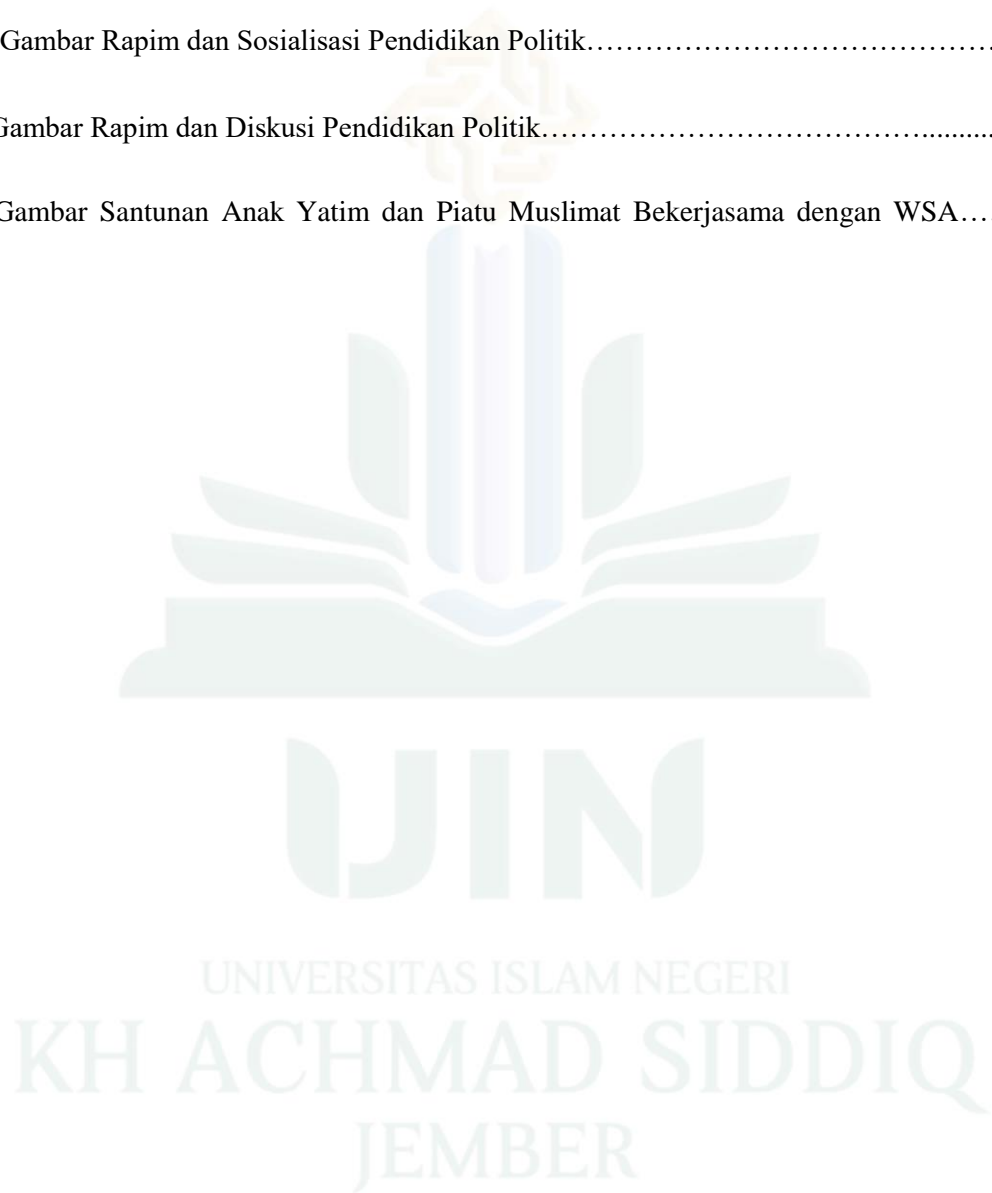 Gambar Rapim dan Sosialisasi Pendidikan Politik…………………………………….
Gambar Rapim dan Diskusi Pendidikan Politik…………………………………...........
Gambar Santunan Anak Yatim dan Piatu Muslimat Bekerjasama dengan WSA….
UIN
UNIVERSITAS ISLAM NEGERI
KH ACHMAD SIDDIQ
JEMBER